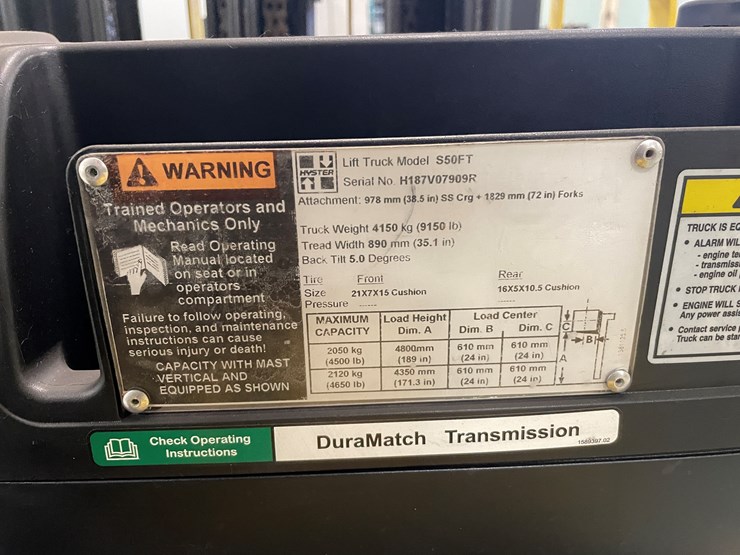 WARNING
Trained Operators and
Mechanics Only
Read Operating
Manual located
on seat or in
operators
compartment
Failure to follow operating,
inspection, and maintenance
instructions can cause
serious injury or death!
CAPACITY WITH MAST
VERTICAL AND
EQUIPPED AS SHOWN
HYSTER
Lift Truck Model S50FT
Serial No. H187V07909R
Attachment: 978 mm (38.5 in) SS Crg + 1829 mm (72 in) Forks
Truck Weight 4150 kg (9150 lb)
Tread Width 890 mm (35.1 in)
Back Tilt 5.0 Degrees
Tire Front Rear
Size 21X7X15 Cushion 16X5X10.5 Cushion
Pressure ----- -----
MAXIMUM CAPACITY Load Height Dim. A Load Center Dim. B Dim. C
2050 kg (4500 lb) 4800mm (189 in) 610 mm (24 in) 610 mm (24 in)
2120 kg (4650 lb) 4350 mm (171.3 in) 610 mm (24 in) 610 mm (24 in)
C
B
A
TRUCK IS EQ
• ALARM WIL
- engine te
- transmiss
- engine oil
• STOP TRUCK
• ENGINE WILL S
Any power assis
• Contact service
Truck can be star
Check Operating
Instructions
DuraMatch Transmission